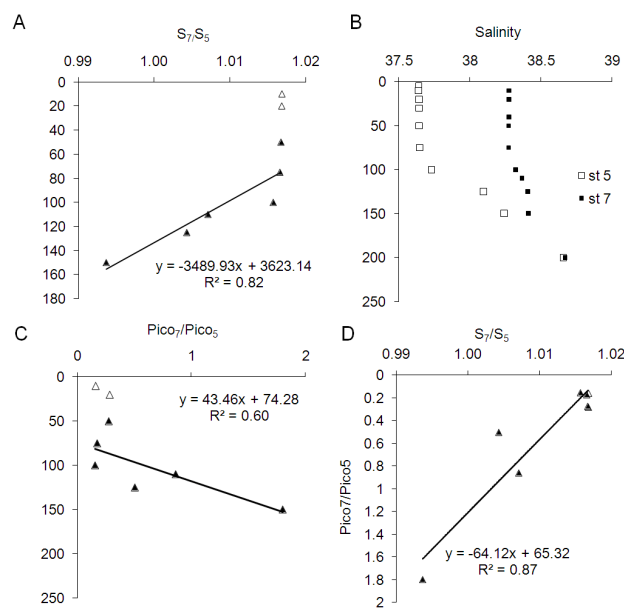 A
S7/S5
0.99 1.00 1.01 1.02
0
20
40
60
80
100
120
140
160
180
y = -3489.93x + 3623.14
R² = 0.82
B
Salinity
37.5 38 38.5 39
0
50
100
150
200
250
st 5
st 7
C
Pico7/Pico5
0 1 2
0
50
100
150
200
250
y = 43.46x + 74.28
R² = 0.60
D
S7/S5
0.99 1.00 1.01 1.02
Pico7/Pico5
0
0.2
0.4
0.6
0.8
1
1.2
1.4
1.6
1.8
2
y = -64.12x + 65.32
R² = 0.87